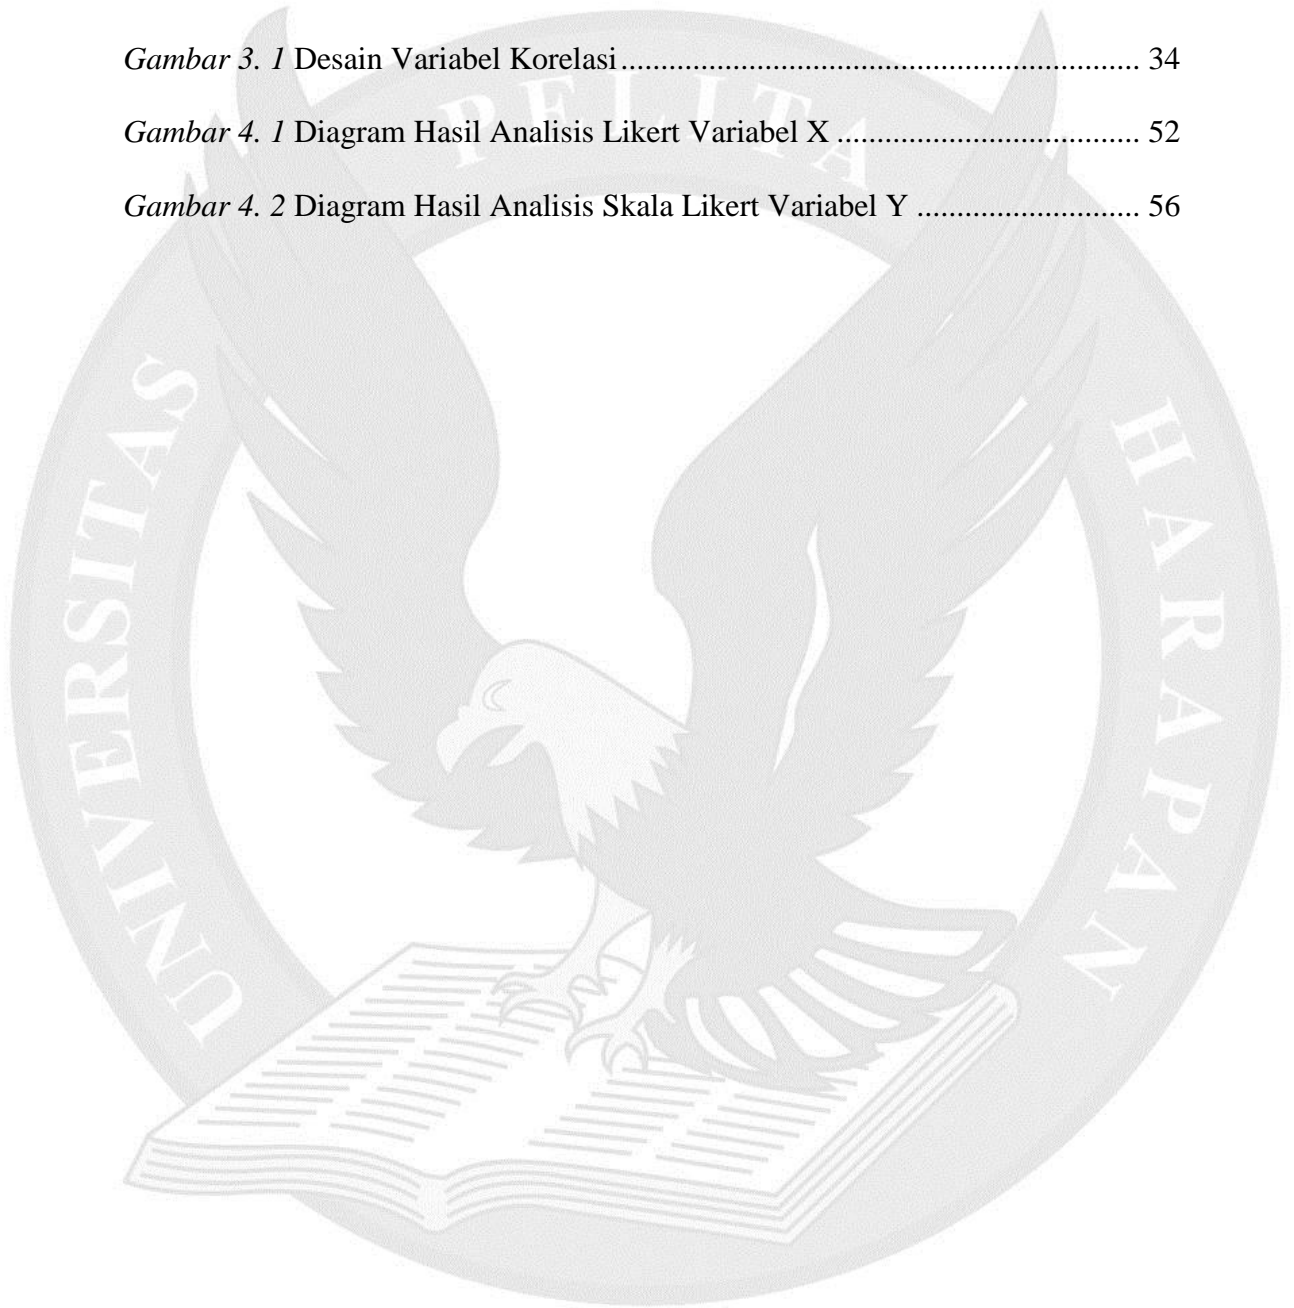 Gambar 3. 1 Desain Variabel Korelasi................................................................. 34
Gambar 4. 1 Diagram Hasil Analisis Likert Variabel X ...................................... 52
Gambar 4. 2 Diagram Hasil Analisis Skala Likert Variabel Y ............................ 56
UNIVERSITAS PELITA HARAPAN